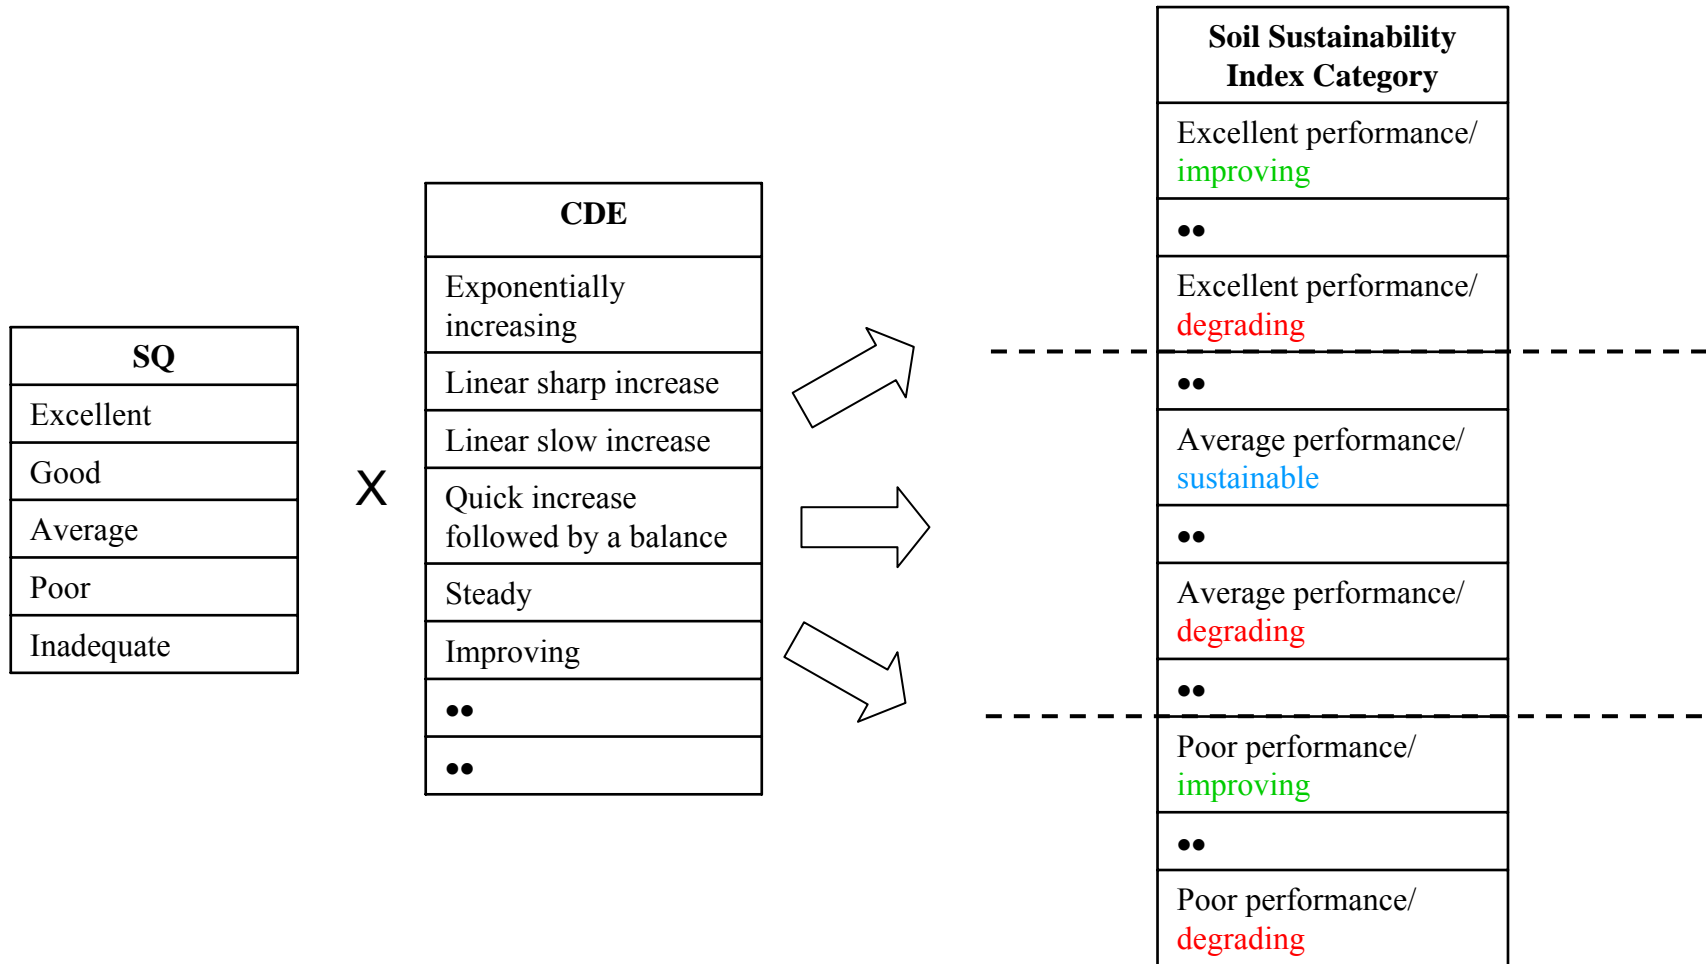 SQ
Excellent
Good
Average
Poor
Inadequate
X
CDE
Exponentially
increasing
Linear sharp increase
Linear slow increase
Quick increase
followed by a balance
Steady
Improving
••
••
Soil Sustainability
Index Category
Excellent performance/
improving
••
Excellent performance/
degrading
••
Average performance/
sustainable
••
Average performance/
degrading
••
Poor performance/
improving
••
Poor performance/
degrading